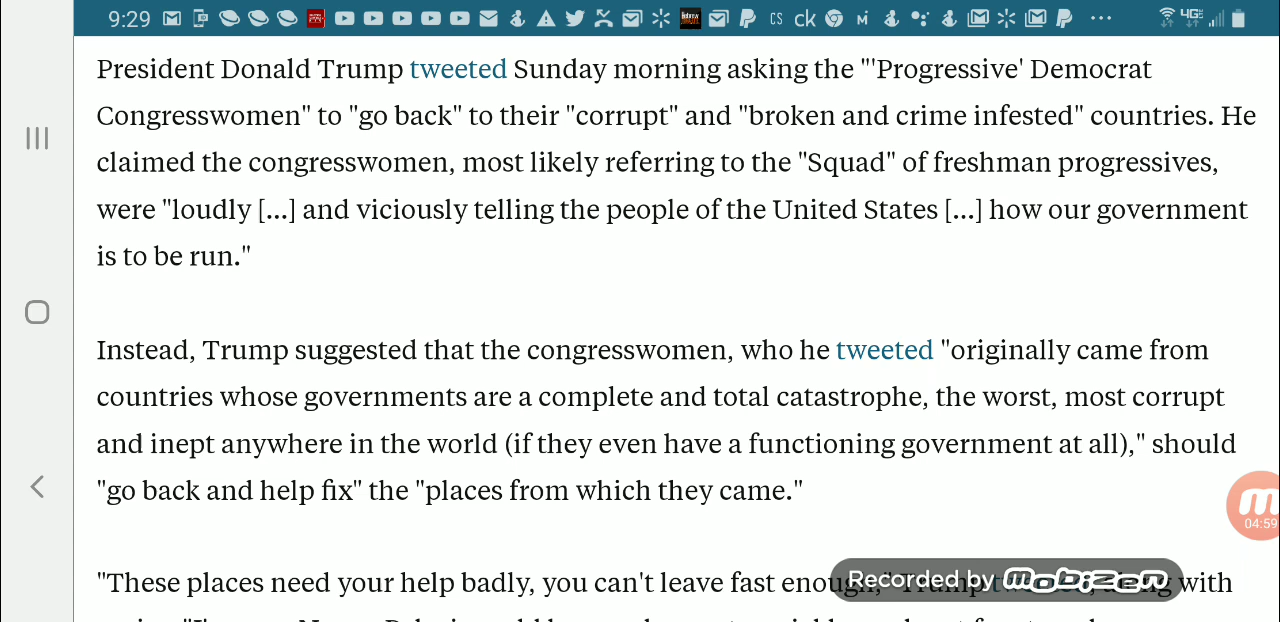 9:29 CS ck 4GE ...
President Donald Trump tweeted Sunday morning asking the "'Progressive' Democrat
Congresswomen" to "go back" to their "corrupt" and "broken and crime infested" countries. He
claimed the congresswomen, most likely referring to the "Squad" of freshman progressives,
were "loudly [...] and viciously telling the people of the United States [...] how our government
is to be run."
Instead, Trump suggested that the congresswomen, who he tweeted "originally came from
countries whose governments are a complete and total catastrophe, the worst, most corrupt
and inept anywhere in the world (if they even have a functioning government at all)," should
"go back and help fix" the "places from which they came."
04:59
"These places need your help badly, you can't leave fast enough," Trump tweeted, along with
Recorded by mobizen